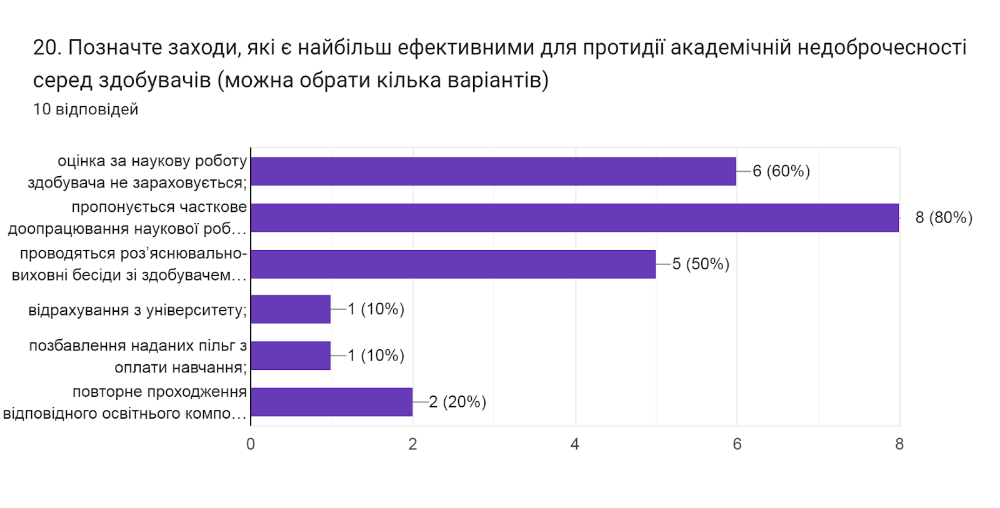 20. Позначте заходи, які є найбільш ефективними для протидії академічній недоброчесності
серед здобувачів (можна обрати кілька варіантів)
10 відповідей
оцінка за наукову роботу
здобувача не зараховується;
6 (60%)
пропонується часткове
доопрацювання наукової роб…
8 (80%)
проводяться роз’яснювально-
виховні бесіди зі здобувачем…
5 (50%)
відрахування з університету;
1 (10%)
позбавлення наданих пільг з
оплати навчання;
1 (10%)
повторне проходження
відповідного освітнього компо…
2 (20%)
0 2 4 6 8